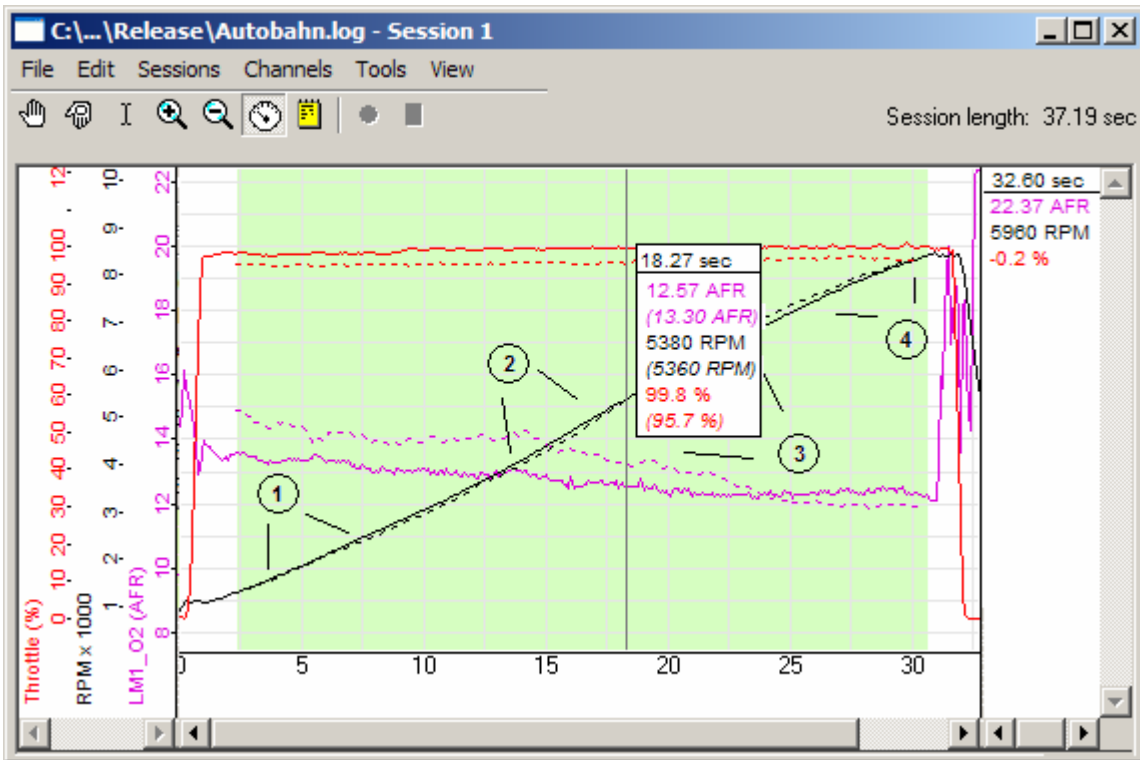 C:\...\Release\Autobahn.log - Session 1
File Edit Sessions Channels Tools View
Session length: 37.19 sec
Throttle (%)
0- 10- 20- 30- 40- 50- 60- 70- 80- 90- 100- - 12-
RPM x 1000
1- 2- 3- 4- 5- 6- 7- 8- 9- 10-
LM1_O2 (AFR)
8- 10- 12- 14- 16- 18- 20- 22-
32.60 sec
22.37 AFR
5960 RPM
-0.2 %
18.27 sec
12.57 AFR
(13.30 AFR)
5380 RPM
(5360 RPM)
99.8 %
(95.7 %)
1
2
3
4
5 10 15 20 25 30